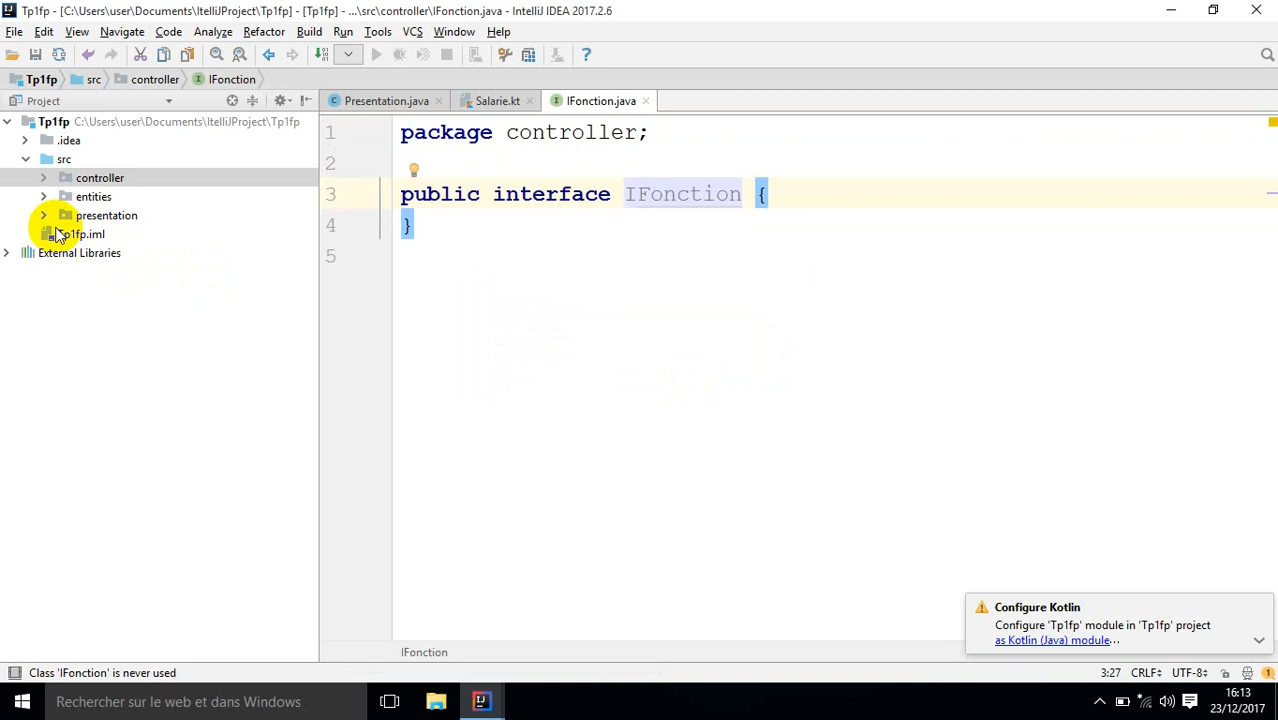 Tp1fp - [C:\Users\user\Documents\ItelliJProject\Tp1fp] - [Tp1fp] - ...\src\controller\IFonction.java - IntelliJ IDEA 2017.2.6
File Edit View Navigate Code Analyze Refactor Build Run Tools VCS Window Help
Tp1fp src controller IFonction
Project
Presentation.java Salarie.kt IFonction.java
Tp1fp C:\Users\user\Documents\ItelliJProject\Tp1fp
.idea
src
controller
entities
presentation
Tp1fp.iml
External Libraries
1 package controller;
2
3 public interface IFonction {
4 }
5
Configure Kotlin
Configure 'Tp1fp' module in 'Tp1fp' project
as Kotlin (Java) module...
IFonction
Class 'IFonction' is never used 3:27 CRLF UTF-8 1
Rechercher sur le web et dans Windows
16:13
23/12/2017